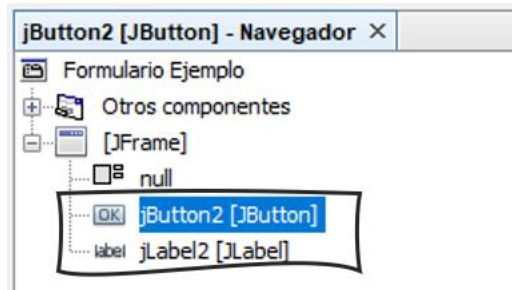 jButton2 [JButton] - Navegador ×
Formulario Ejemplo
Otros componentes
[JFrame]
null
OK jButton2 [JButton]
label jLabel2 [JLabel]